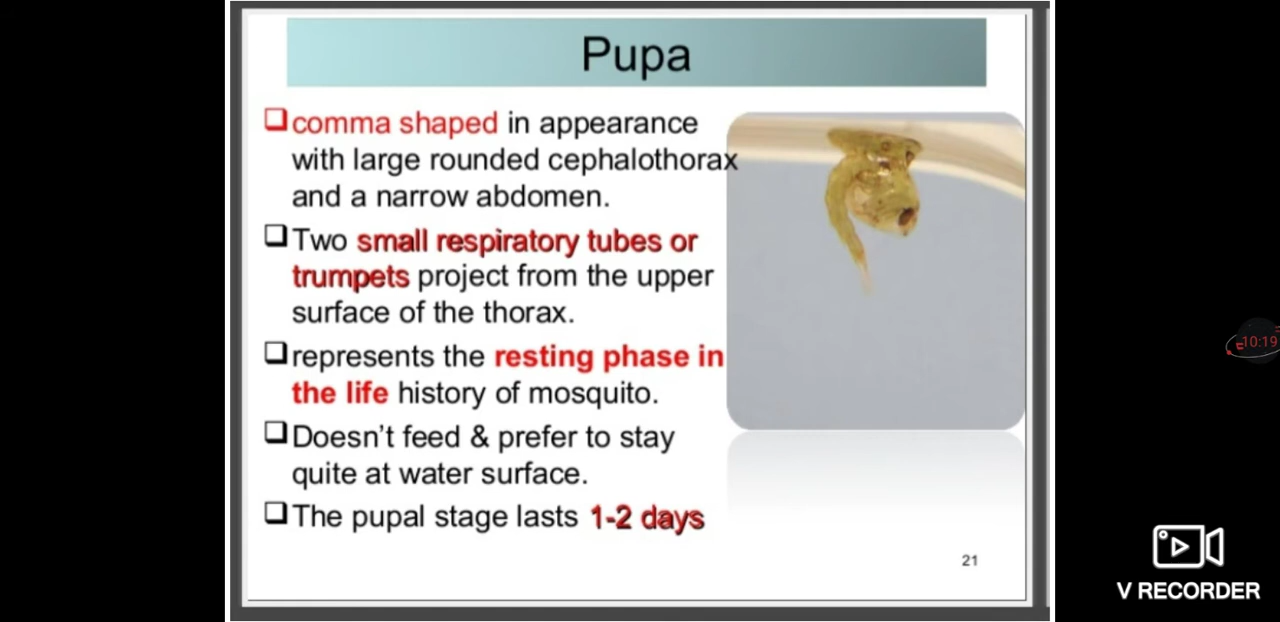 Pupa
comma shaped in appearance
with large rounded cephalothorax
and a narrow abdomen.
Two small respiratory tubes or
trumpets project from the upper
surface of the thorax.
represents the resting phase in
the life history of mosquito.
Doesn't feed & prefer to stay
quite at water surface.
The pupal stage lasts 1-2 days
21
10:19
V RECORDER